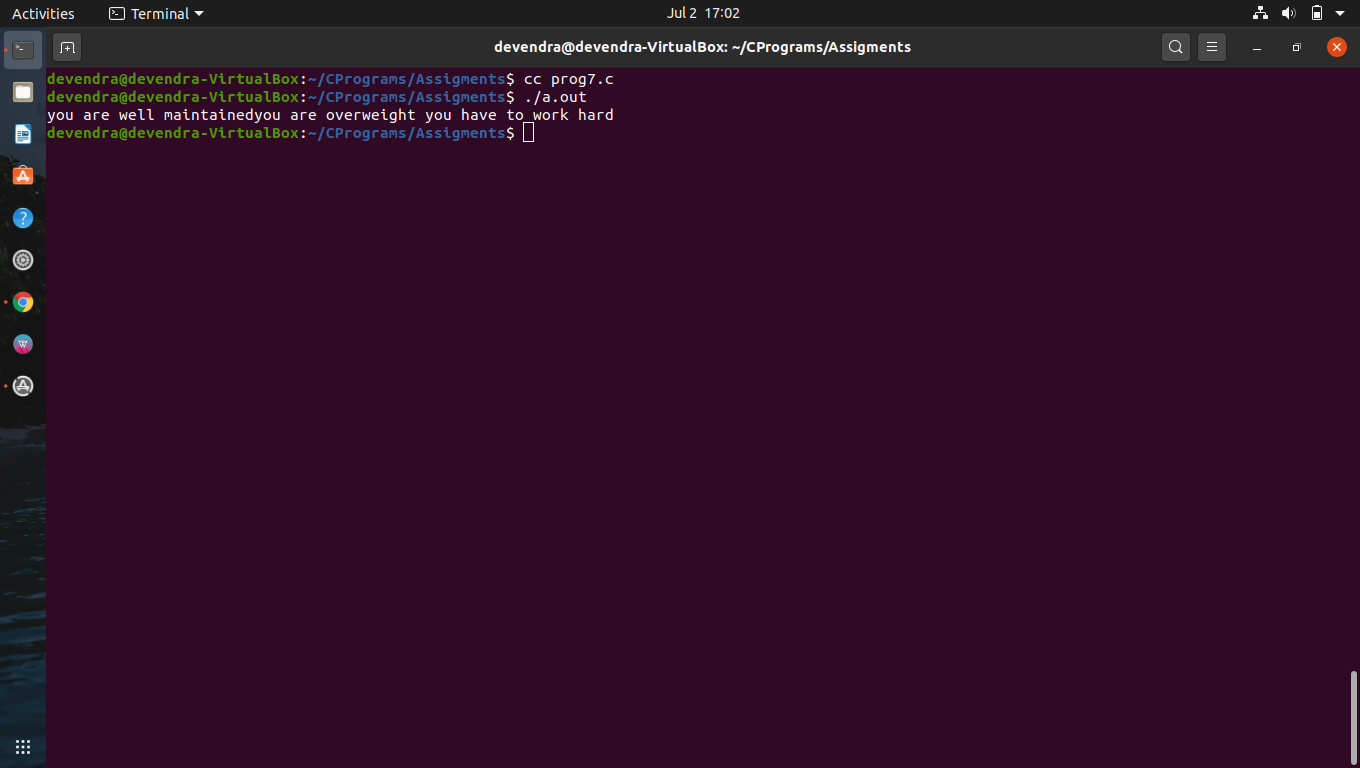 Activities
Terminal
Jul 2 17:02
devendra@devendra-VirtualBox: ~/CPrograms/Assigments
devendra@devendra-VirtualBox:~/CPrograms/Assigments$ cc prog7.c
devendra@devendra-VirtualBox:~/CPrograms/Assigments$ ./a.out
you are well maintainedyou are overweight you have to work hard
devendra@devendra-VirtualBox:~/CPrograms/Assigments$